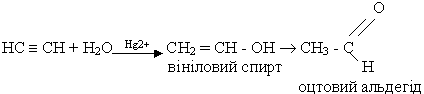 O
HC ≡ CH + H2O Hg2+ CH2 = CH - OH → CH3 - C
H
вініловий спирт
оцтовий альдегід